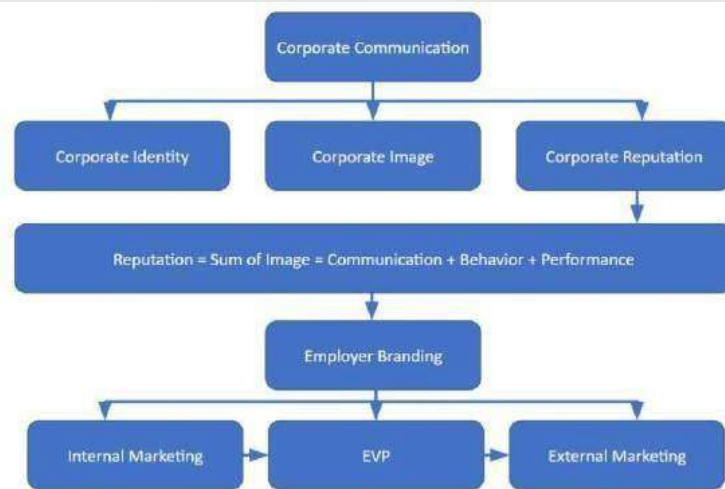 Corporate Communication
Corporate Identity
Corporate Image
Corporate Reputation
Reputation = Sum of Image = Communication + Behavior + Performance
Employer Branding
Internal Marketing
EVP
External Marketing